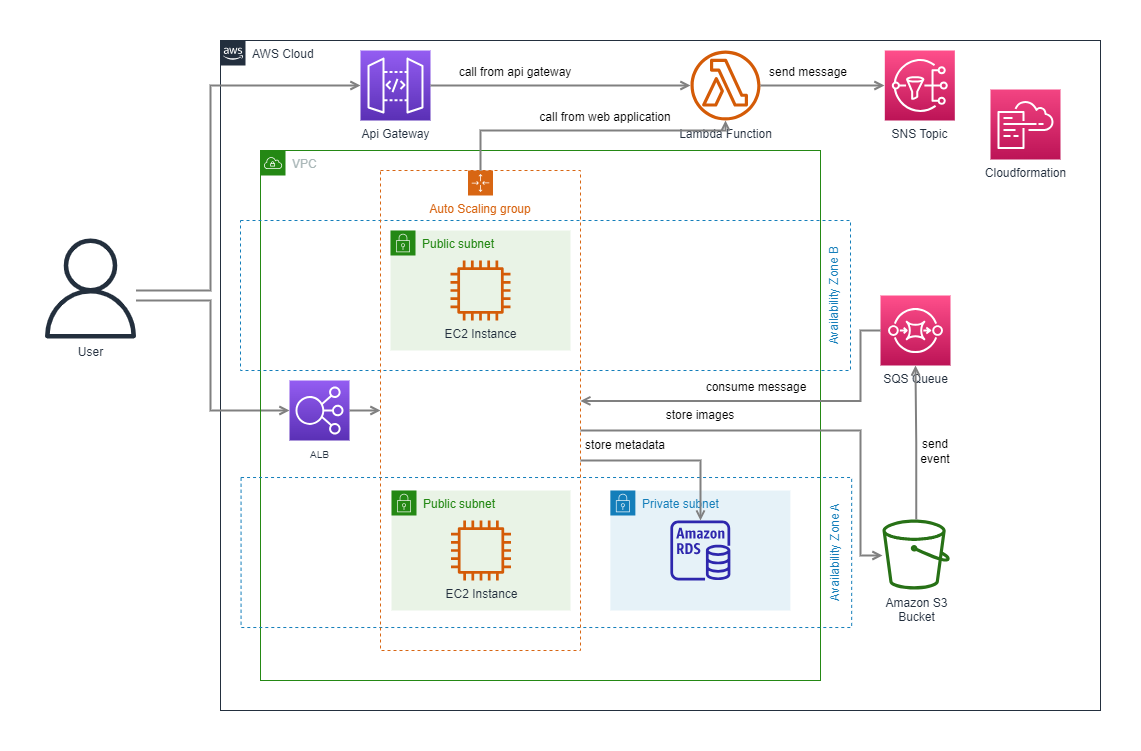 aws
AWS Cloud
call from api gateway
send message
call from web application
Api Gateway
Lambda Function
SNS Topic
Cloudformation
VPC
Auto Scaling group
Public subnet
EC2 Instance
Availability Zone B
User
SQS Queue
consume message
store images
store metadata
send
event
ALB
Public subnet
EC2 Instance
Private subnet
Amazon
RDS
Availability Zone A
Amazon S3
Bucket